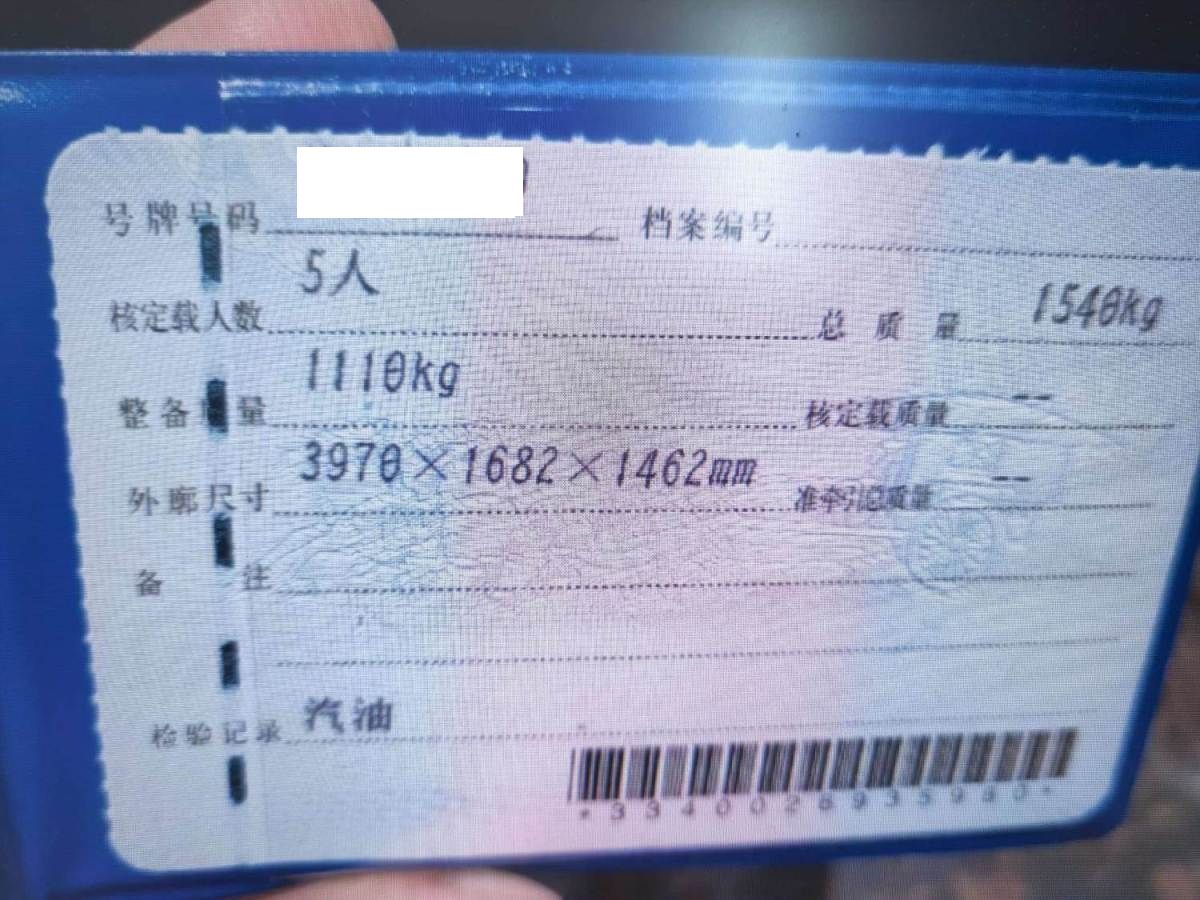 号牌号码 档案编号
核定载人数 5人 总质量 1540kg
整备质量 1110kg 核定载质量 --
外廓尺寸 3970×1682×1462mm 准牵引总质量 --
备注
检验记录 汽油